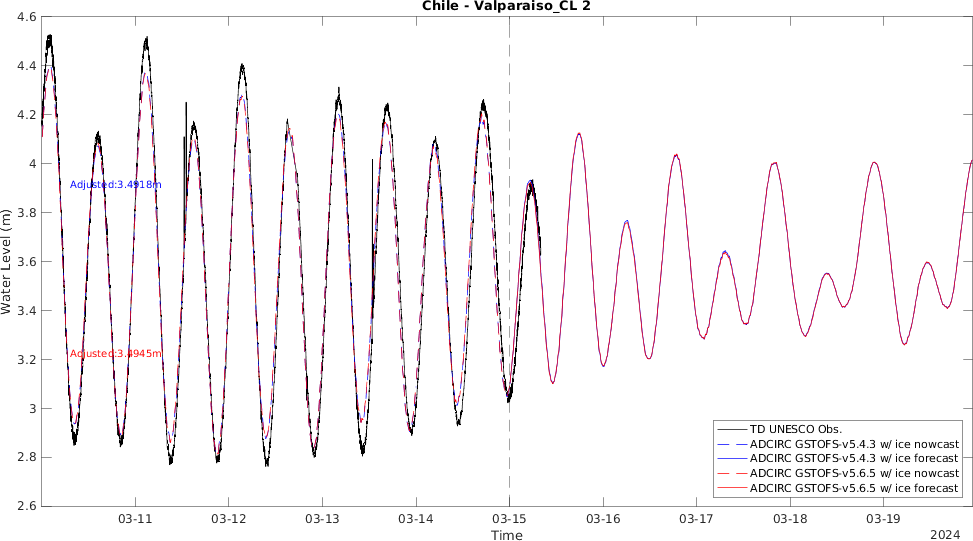 Chile - Valparaiso_CL 2
4.6
4.4
4.2
4
3.8
3.6
3.4
3.2
3
2.8
2.6
Water Level (m)
Adjusted:3.4918m
Adjusted:3.4945m
TD UNESCO Obs.
ADCIRC GSTOFS-v5.4.3 w/ ice nowcast
ADCIRC GSTOFS-v5.4.3 w/ ice forecast
ADCIRC GSTOFS-v5.6.5 w/ ice nowcast
ADCIRC GSTOFS-v5.6.5 w/ ice forecast
03-11 03-12 03-13 03-14 03-15 03-16 03-17 03-18 03-19
Time
2024